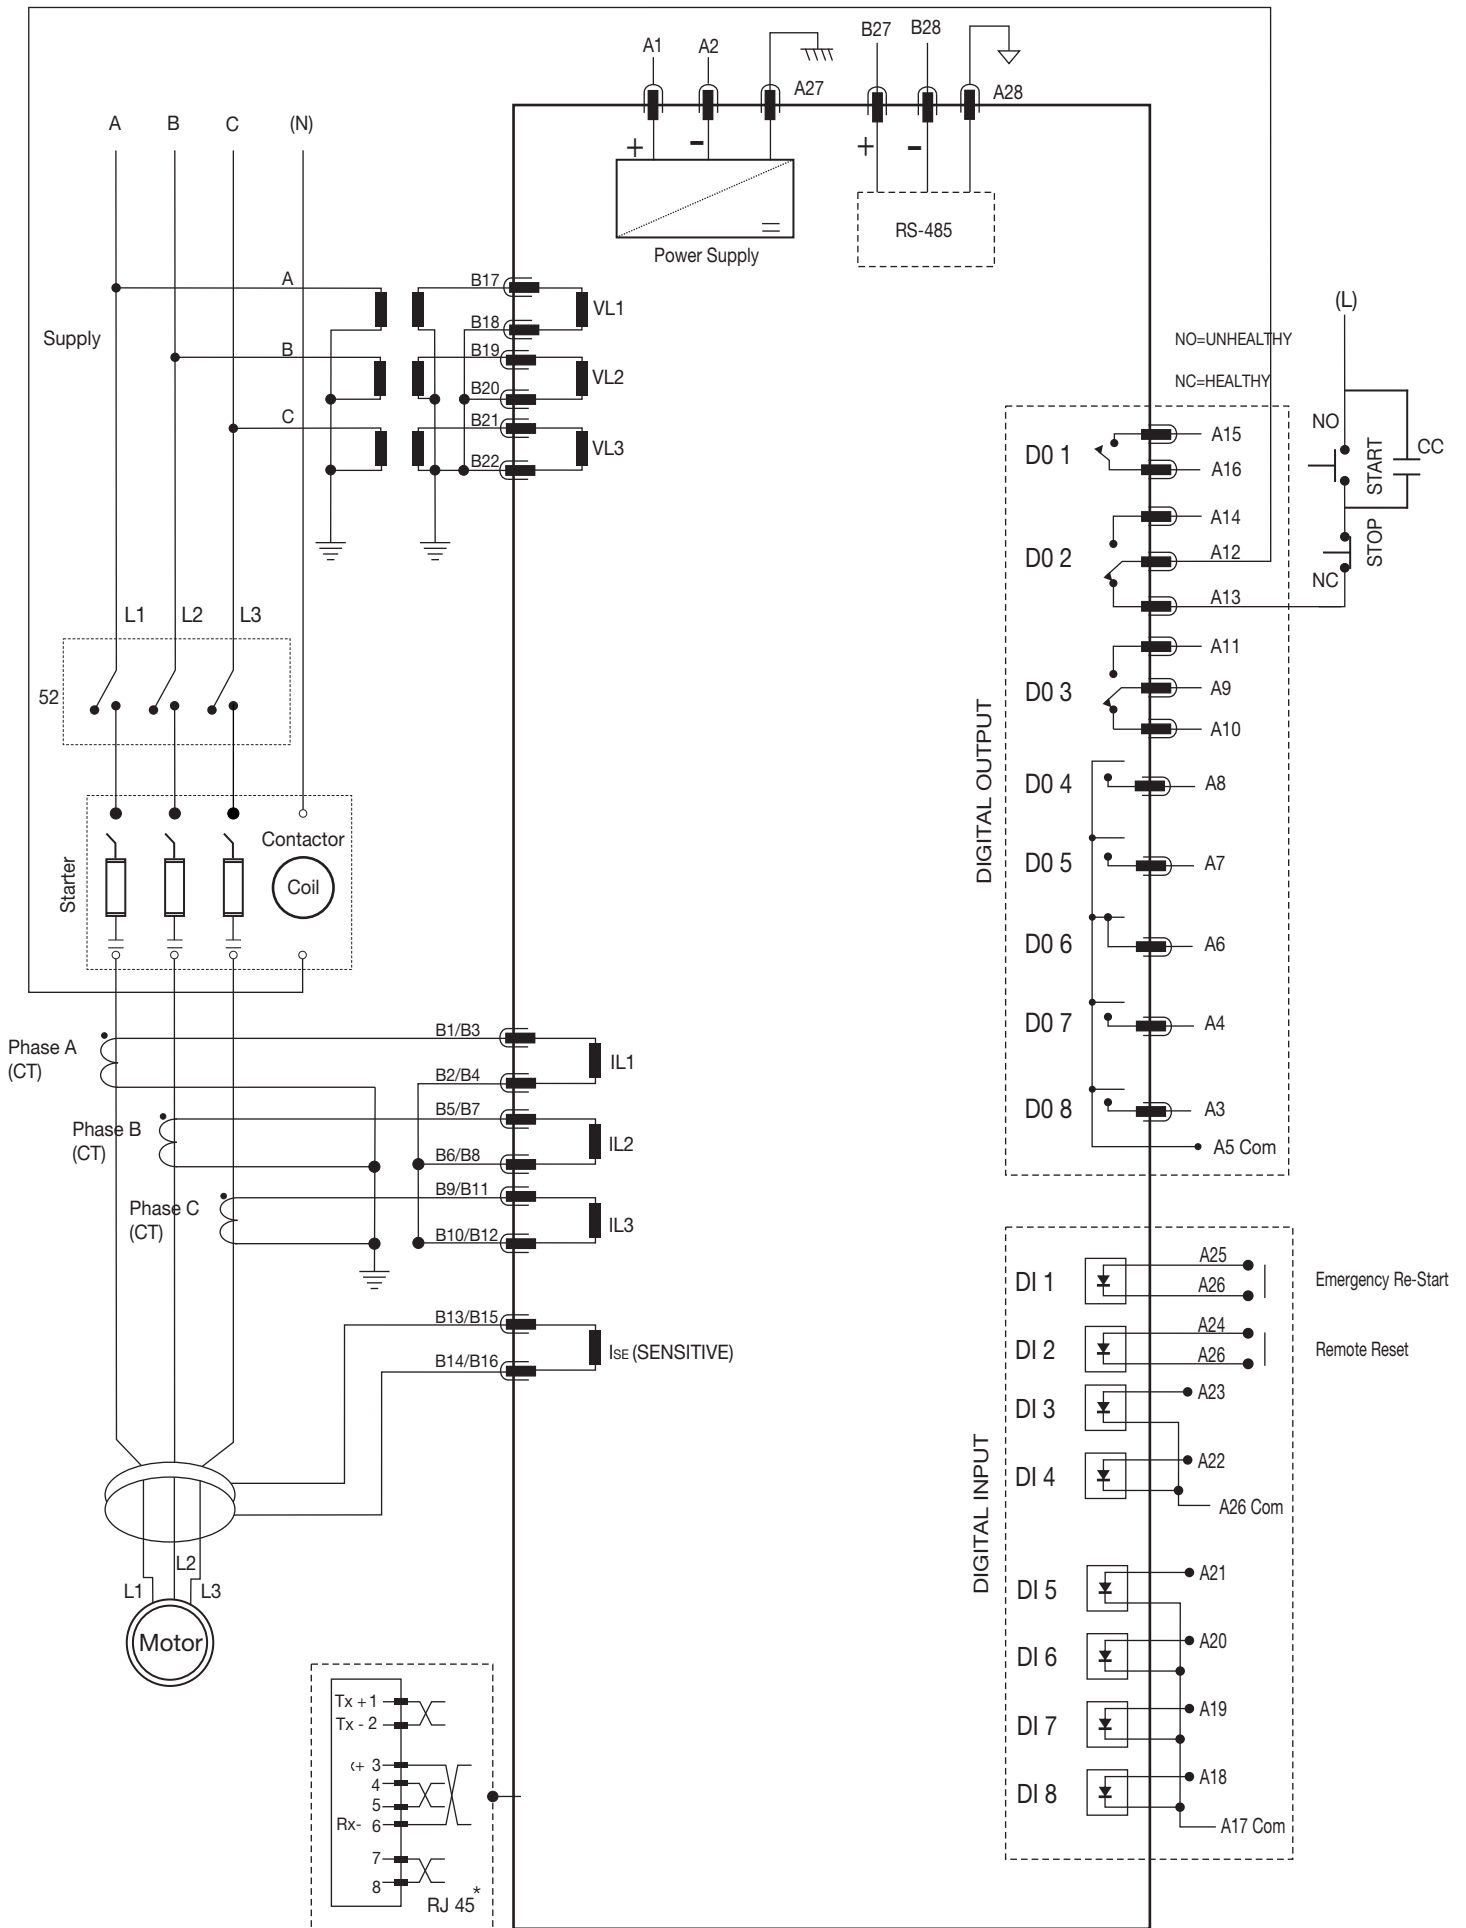 A1
A2
A27
B27
B28
A28
+
-
+
-
Power Supply
RS-485
A
B
C
(N)
Supply
A
B
C
B17
B18
B19
B20
B21
B22
VL1
VL2
VL3
L1
L2
L3
52
Starter
Contactor
Coil
(L)
NO=UNHEALTHY
NC=HEALTHY
NO
START
CC
STOP
NC
DIGITAL OUTPUT
D0 1
A15
A16
D0 2
A14
A12
A13
D0 3
A11
A9
A10
D0 4
A8
D0 5
A7
D0 6
A6
D0 7
A4
D0 8
A3
A5 Com
Phase A
(CT)
Phase B
(CT)
Phase C
(CT)
B1/B3
B2/B4
B5/B7
B6/B8
B9/B11
B10/B12
IL1
IL2
IL3
B13/B15
B14/B16
ISE (SENSITIVE)
L1
L2
L3
Motor
DIGITAL INPUT
DI 1
A25
A26
Emergency Re-Start
DI 2
A24
A26
Remote Reset
DI 3
A23
DI 4
A22
A26 Com
DI 5
A21
DI 6
A20
DI 7
A19
DI 8
A18
A17 Com
Tx + 1
Tx - 2
+ 3
4
5
Rx- 6
7
8
RJ 45*